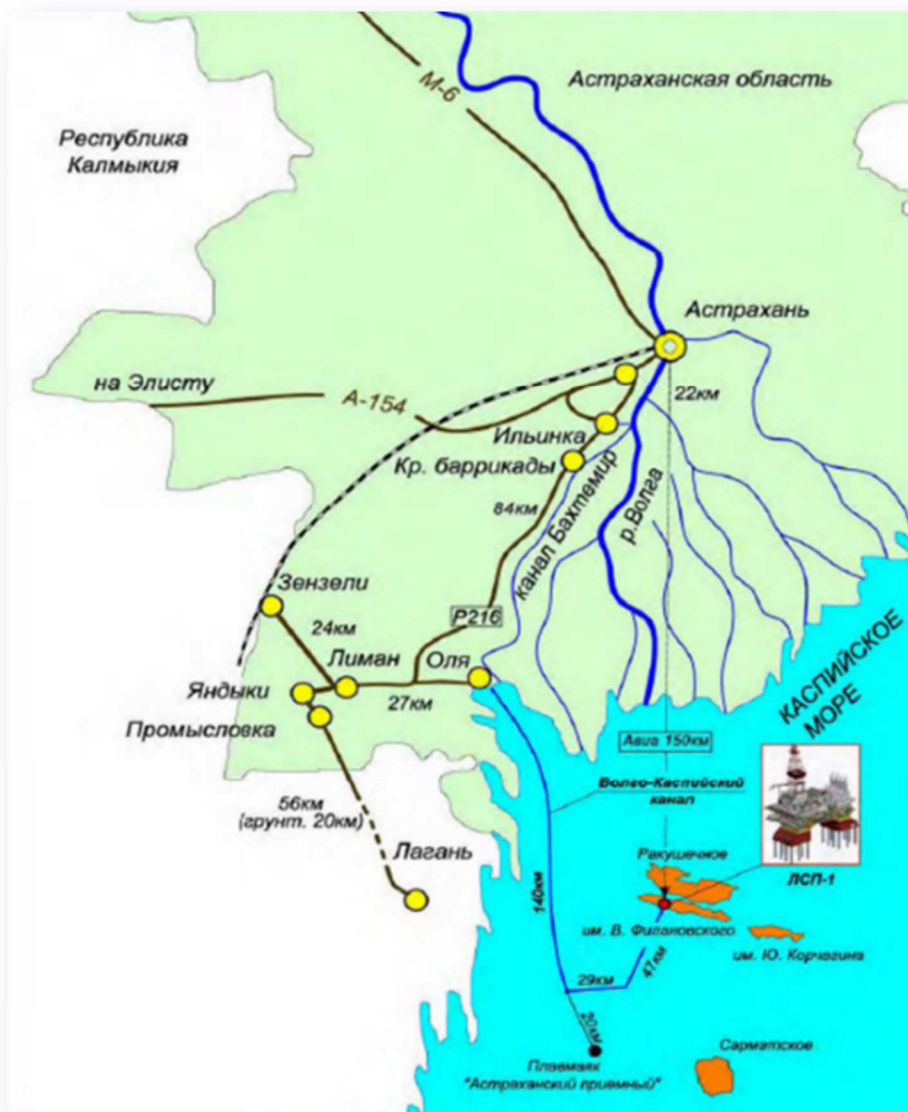 Астраханская область
М-6
Республика
Калмыкия
Астрахань
на Элисту
22км
А-154
Ильинка
Кр. баррикады
канал Бахтемир
р.Волга
84км
Зензели
Р216
24км
Лиман
Оля
КАСПИЙСКОЕ
МОРЕ
Яндыки
27км
Промысловка
Авиа 150км
Волго-Каспийский
канал
56км
(грунт. 20км)
Лагань
Ракушечное
ЛСП-1
140км
им. В. Филановского
им. Ю. Корчагина
47км
29км
20км
Сарматское
Плавмаяк
"Астраханский приемный"